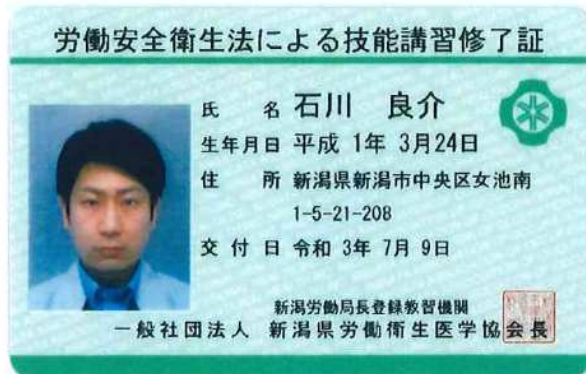 労働安全衛生法による技能講習修了証
氏 名 石川 良介
生年月日 平成 1年 3月24日
住 所 新潟県新潟市中央区女池南
1-5-21-208
交 付 日 令和 3年 7月 9日
新潟労働局長登録教習機関
一般社団法人 新潟県労働衛生医学協会長